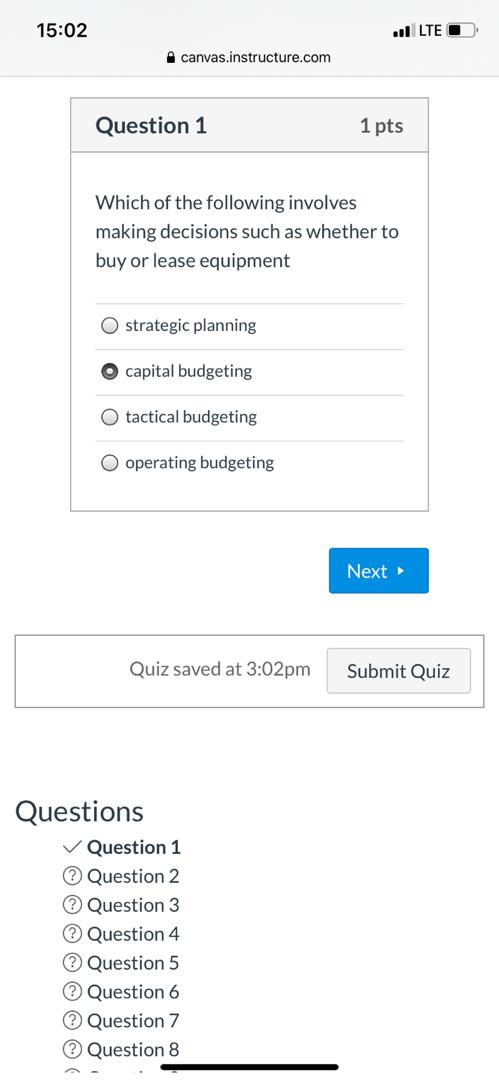 15:02
LTE
canvas.instructure.com
Question 1
1 pts
Which of the following involves
making decisions such as whether to
buy or lease equipment
strategic planning
capital budgeting
tactical budgeting
operating budgeting
Next
Quiz saved at 3:02pm
Submit Quiz
Questions
Question 1
Question 2
Question 3
Question 4
Question 5
Question 6
Question 7
Question 8